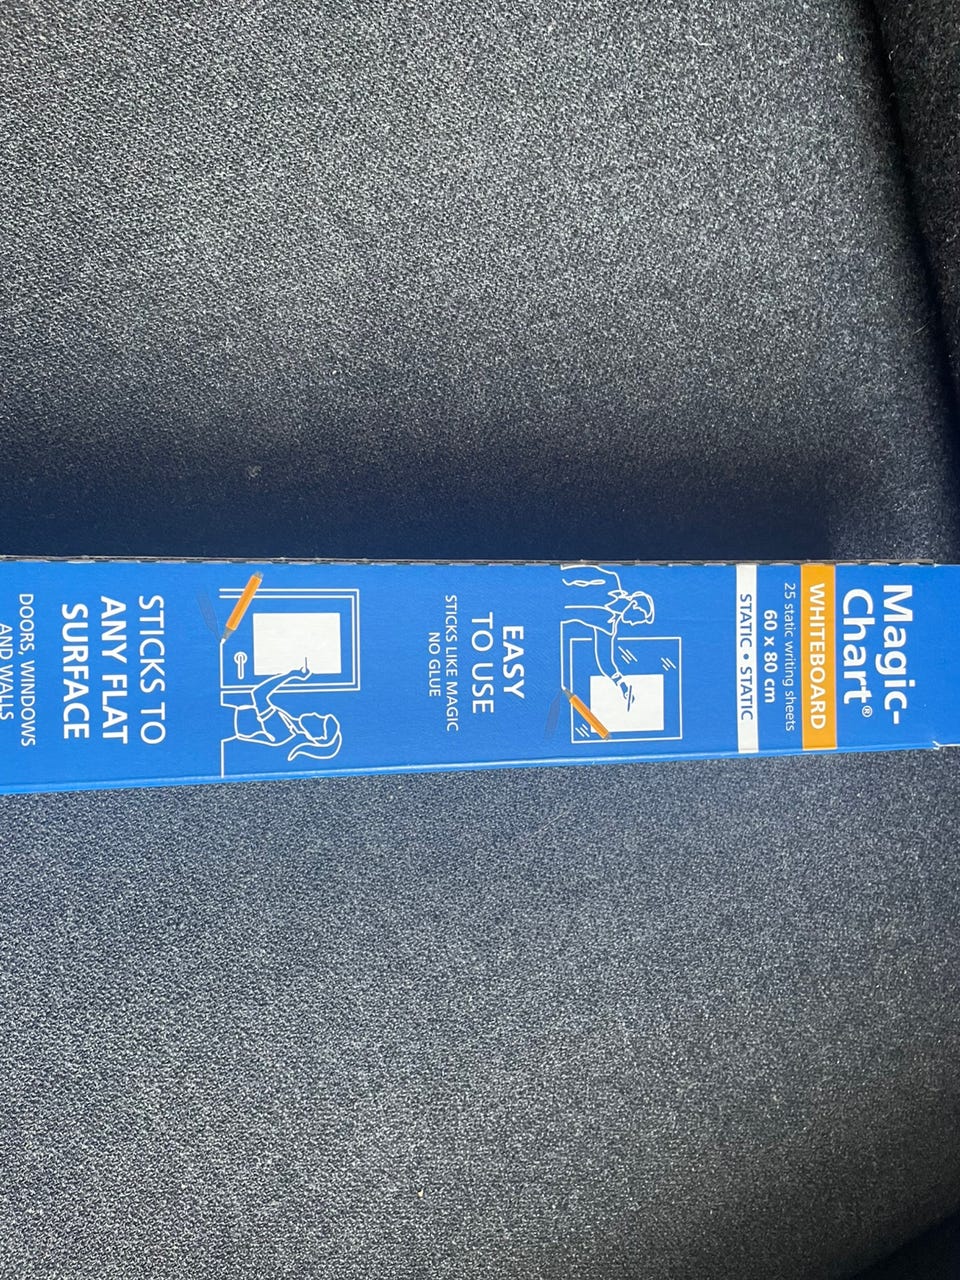 Magic-
Chart®
WHITEBOARD
25 static writing sheets
60 x 80 cm
STATIC • STATIC
EASY
TO USE
STICKS LIKE MAGIC
NO GLUE
STICKS TO
ANY FLAT
SURFACE
DOORS, WINDOWS
AND WALLS